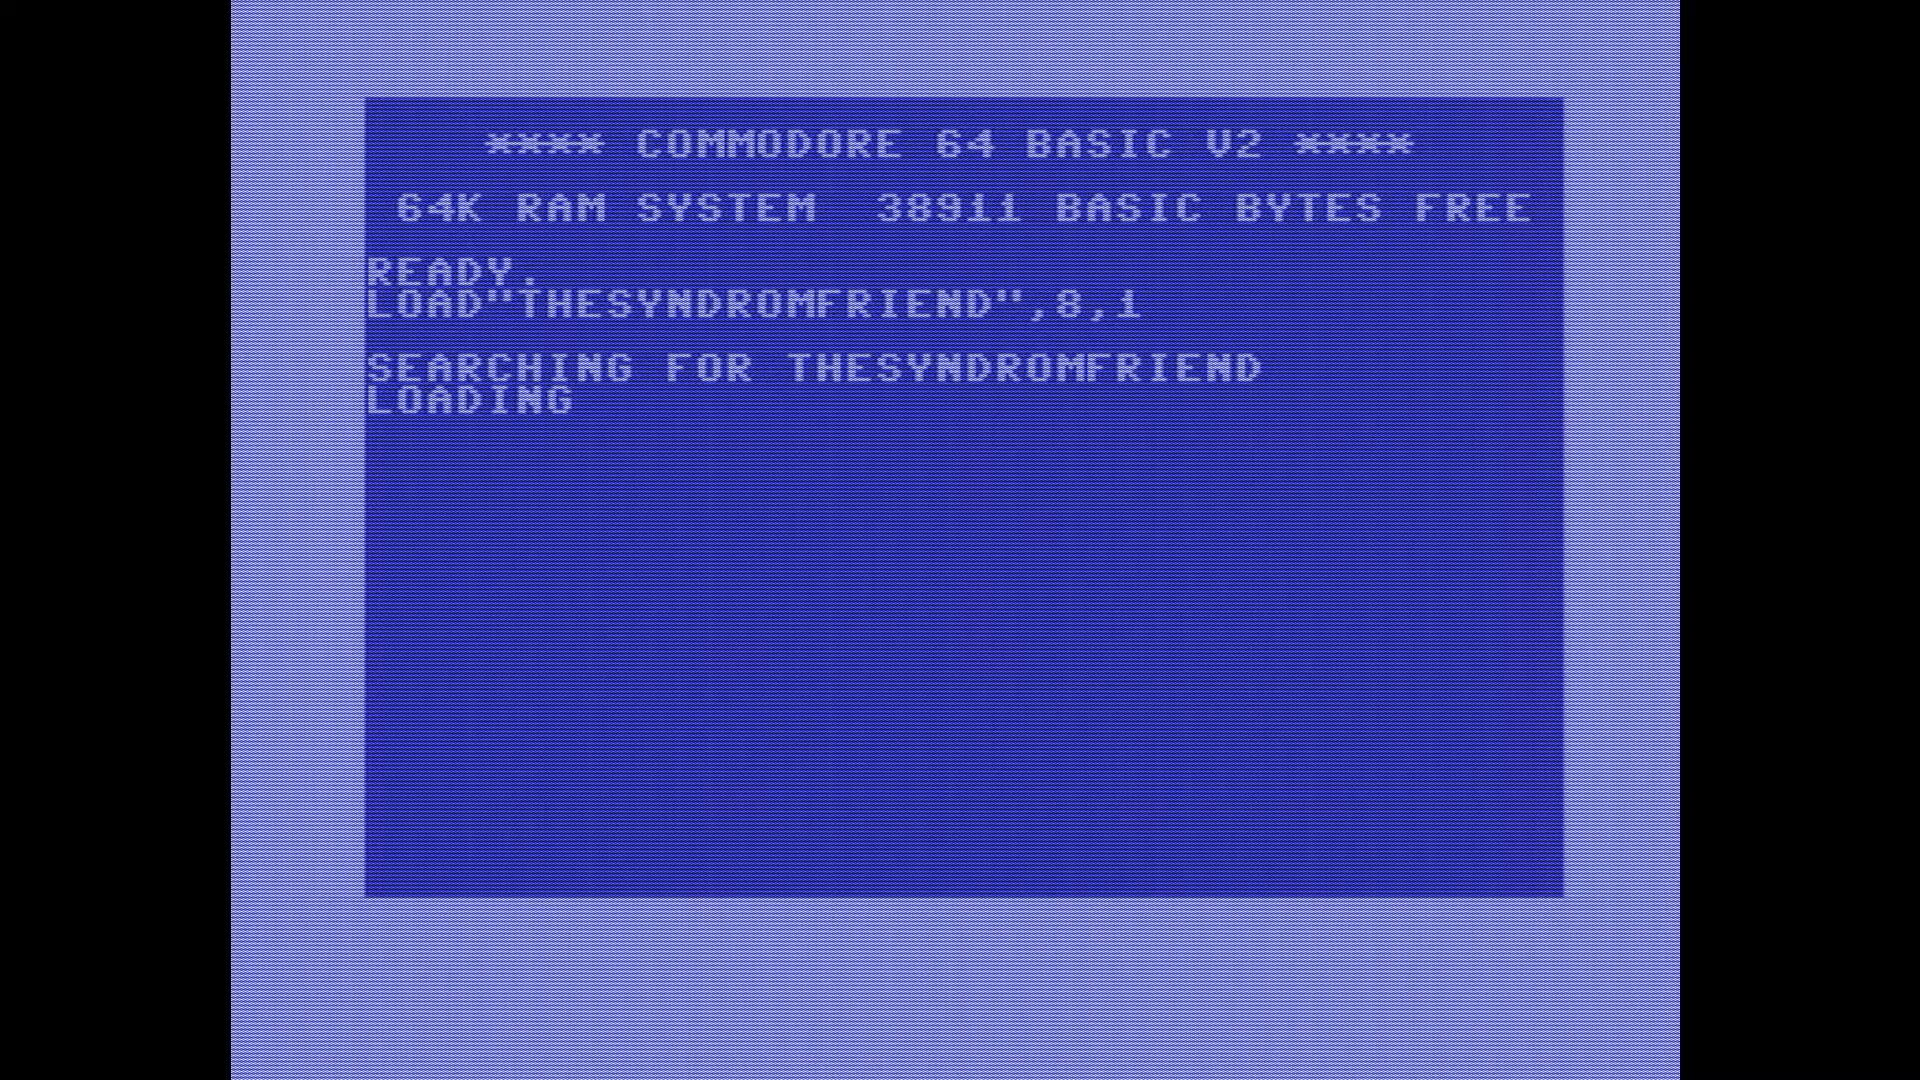 **** COMMODORE 64 BASIC V2 ****
64K RAM SYSTEM  38911 BASIC BYTES FREE
READY.
LOAD"THESYNDROMFRIEND",8,1
SEARCHING FOR THESYNDROMFRIEND
LOADING